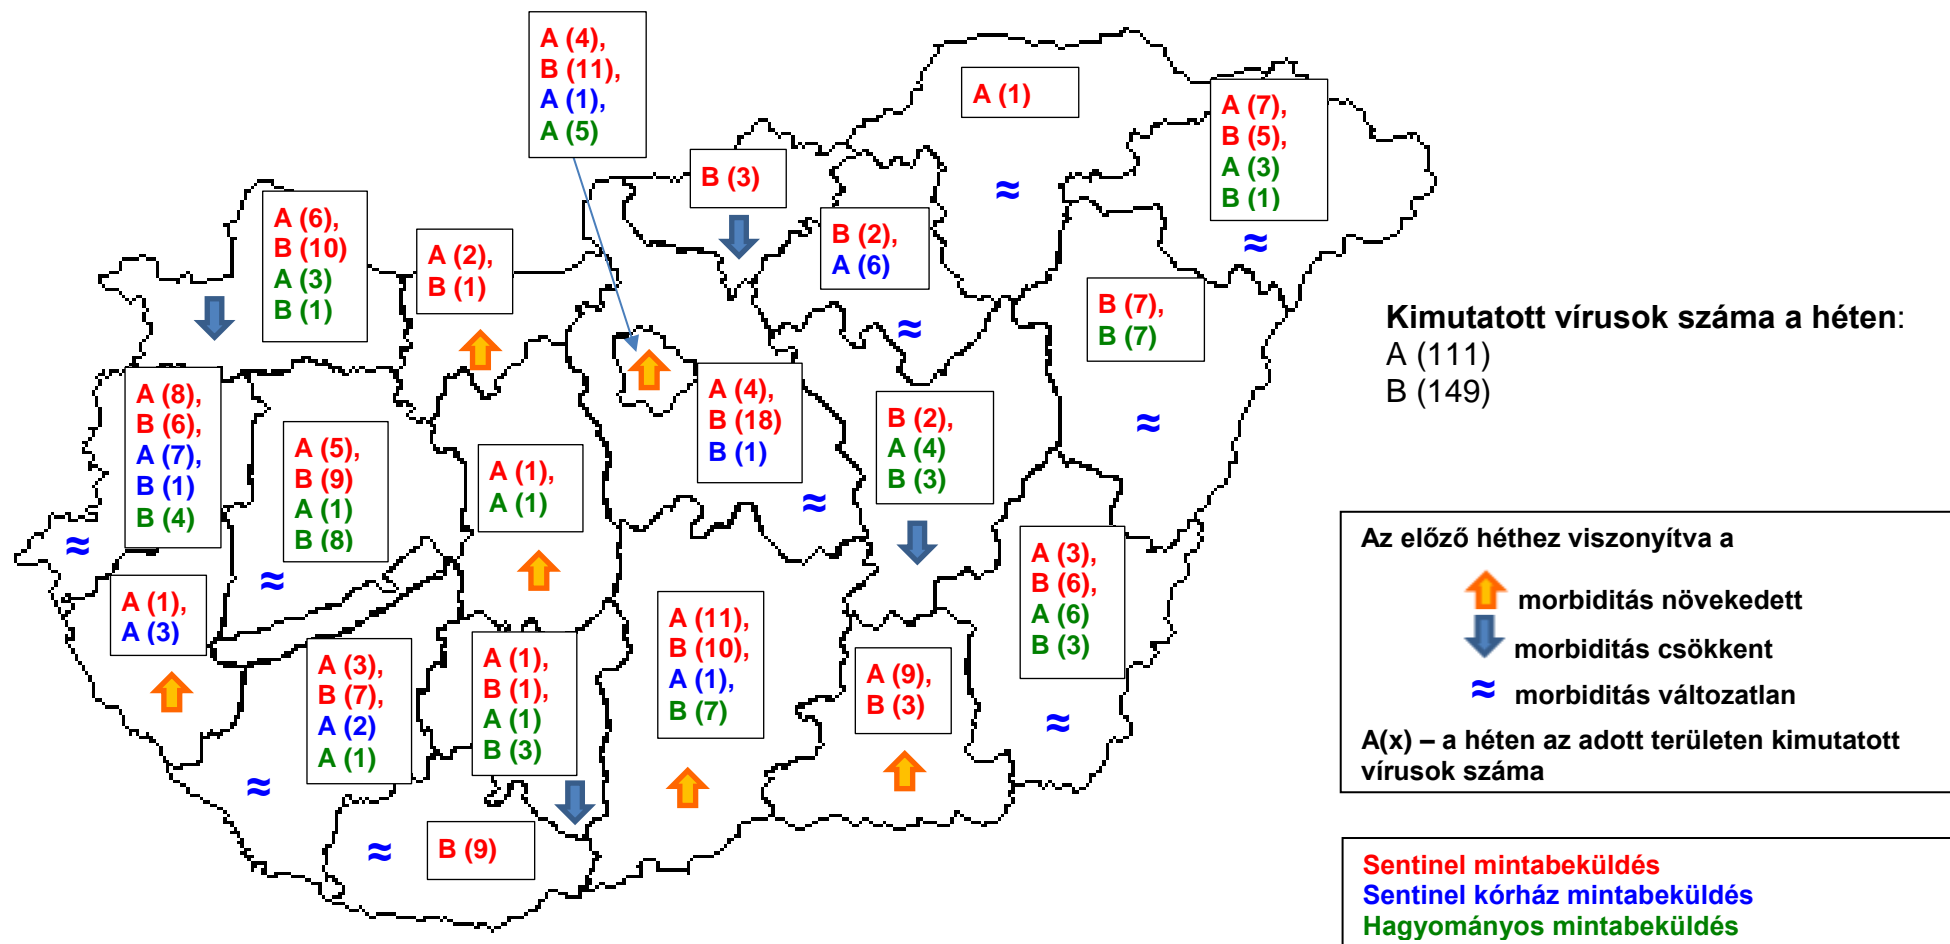 A (4),
B (11),
A (1),
A (5)
A (1)
A (7),
B (5),
A (3)
B (1)
B (3)
A (6),
B (10)
A (3)
B (1)
A (2),
B (1)
B (2),
A (6)
B (7),
B (7)
Kimutatott vírusok száma a héten:
A (111)
B (149)
A (8),
B (6),
A (7),
B (1)
B (4)
A (5),
B (9)
A (1)
B (8)
A (1),
A (1)
A (4),
B (18)
B (1)
B (2),
A (4)
B (3)
A (3),
B (6),
A (6)
B (3)
A (1),
A (3)
A (3),
B (7),
A (2)
A (1)
A (1),
B (1),
A (1)
B (3)
A (11),
B (10),
A (1),
B (7)
A (9),
B (3)
B (9)
Az előző héthez viszonyítva a
morbiditás növekedett
morbiditás csökkent
≈ morbiditás változatlan
A(x) – a héten az adott területen kimutatott
vírusok száma
Sentinel mintabeküldés
Sentinel kórház mintabeküldés
Hagyományos mintabeküldés